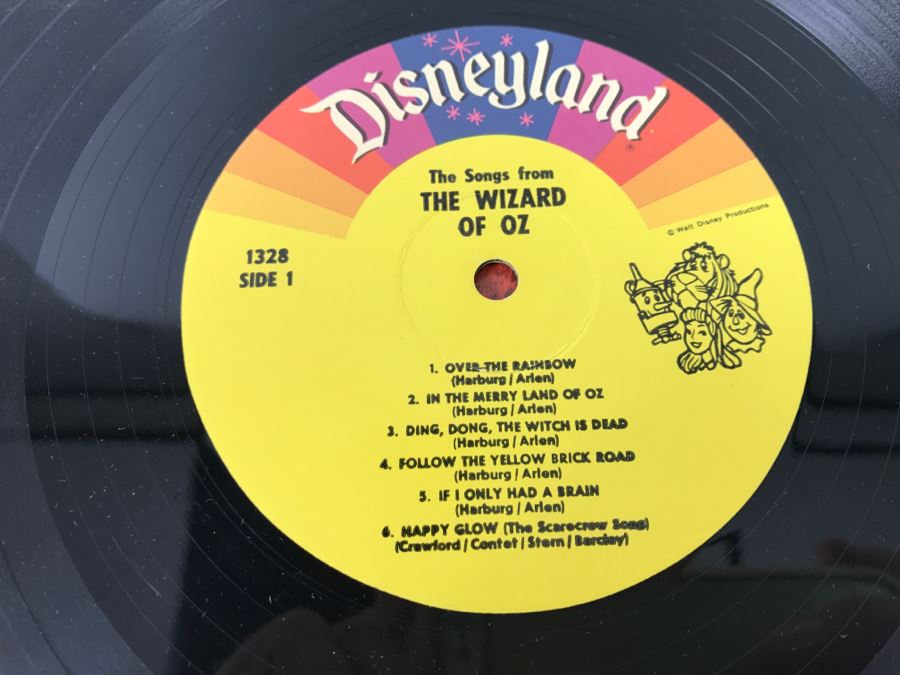 Disneyland
®
The Songs from
THE WIZARD
OF OZ
© Walt Disney Productions
1328
SIDE 1
1. OVER THE RAINBOW
(Harburg / Arlen)
2. IN THE MERRY LAND OF OZ
(Harburg / Arlen)
3. DING, DONG, THE WITCH IS DEAD
(Harburg / Arlen)
4. FOLLOW THE YELLOW BRICK ROAD
(Harburg / Arlen)
5. IF I ONLY HAD A BRAIN
(Harburg / Arlen)
6. HAPPY GLOW (The Scarecrow Song)
(Crawford / Contet / Stern / Barclay)